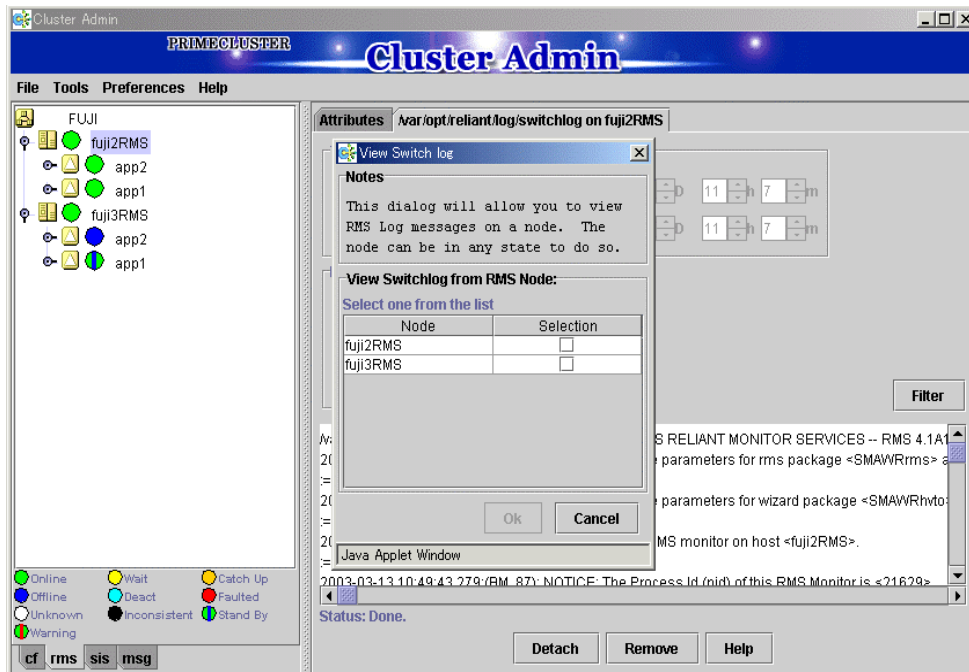 Cluster Admin
PRIMECLUSTER
Cluster Admin
File Tools Preferences Help
FUJI
fuji2RMS
app2
app1
fuji3RMS
app2
app1
Online Wait Catch Up
Offline Deact Faulted
Unknown Inconsistent Stand By
Warning
cf rms sis msg
Attributes /var/opt/reliant/log/switchlog on fuji2RMS
D 11 h 7 m
D 11 h 7 m
View Switch log
Notes
This dialog will allow you to view
RMS Log messages on a node. The
node can be in any state to do so.
View Switchlog from RMS Node:
Select one from the list
Node Selection
fuji2RMS
fuji3RMS
Ok Cancel
Java Applet Window
Filter
S RELIANT MONITOR SERVICES -- RMS 4.1A1
parameters for rms package <SMAWRrms> a
parameters for wizard package <SMAWRhvto>
MS monitor on host <fuji2RMS>.
2003-03-13 10:49:43.279:(BM, 87): NOTICE: The Process Id (pid) of this RMS Monitor is <21629>
Status: Done.
Detach Remove Help